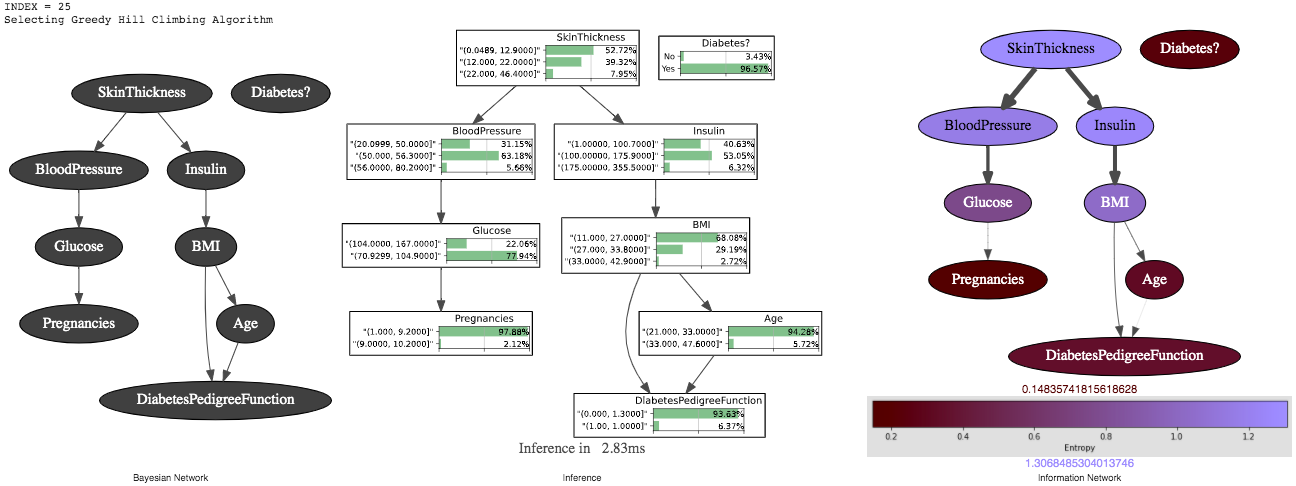 INDEX = 25
Selecting Greedy Hill Climbing Algorithm
SkinThickness
Diabetes?
BloodPressure
Insulin
Glucose
BMI
Pregnancies
Age
DiabetesPedigreeFunction
Bayesian Network
SkinThickness
"(0.0489, 12.9000]" 52.72%
"(12.000, 22.0000]" 39.32%
"(22.000, 46.4000]" 7.95%
Diabetes?
No 3.43%
Yes 96.57%
BloodPressure
"(20.0999, 50.0000]" 31.15%
"(50.000, 56.3000]" 63.18%
"(56.0000, 80.2000]" 5.66%
Insulin
"(1.00000, 100.7000]" 40.63%
"(100.00000, 175.9000]" 53.05%
"(175.00000, 355.5000]" 6.32%
Glucose
"(104.0000, 167.0000]" 22.06%
"(70.9299, 104.9000]" 77.94%
BMI
"(11.000, 27.0000]" 68.08%
"(27.000, 33.8000]" 29.19%
"(33.0000, 42.9000]" 2.72%
Pregnancies
"(1.000, 9.2000]" 97.88%
"(9.0000, 10.2000]" 2.12%
Age
"(21.000, 33.0000]" 94.28%
"(33.000, 47.6000]" 5.72%
DiabetesPedigreeFunction
"(0.000, 1.3000]" 93.63%
"(1.00, 1.0000]" 6.37%
Inference in 2.83ms
Inference
SkinThickness
Diabetes?
BloodPressure
Insulin
Glucose
BMI
Pregnancies
Age
DiabetesPedigreeFunction
0.14835741815618628
0.2 0.4 0.6 0.8 1.0 1.2
Entropy
1.3068485304013746
Information Network